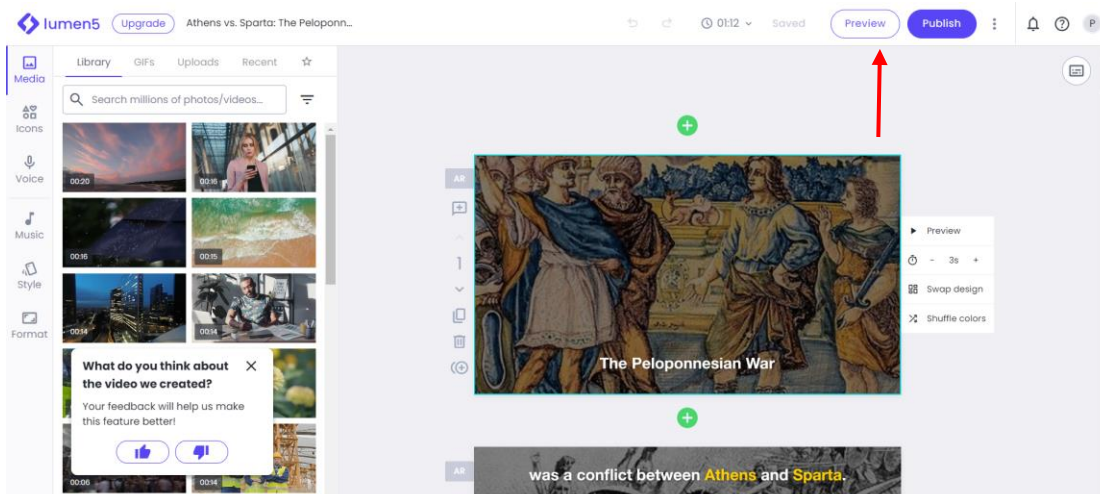 lumen5
Upgrade
Athens vs. Sparta: The Peloponn...
01:12
Saved
Preview
Publish
P
Media
Icons
Voice
Music
Style
Format
Library
GIFs
Uploads
Recent
Search millions of photos/videos...
00:20
00:16
00:16
00:15
00:14
00:14
What do you think about
the video we created?
Your feedback will help us make
this feature better!
00:06
00:14
AR
1
The Peloponnesian War
Preview
- 3s +
Swap design
Shuffle colors
AR
was a conflict between Athens and Sparta.